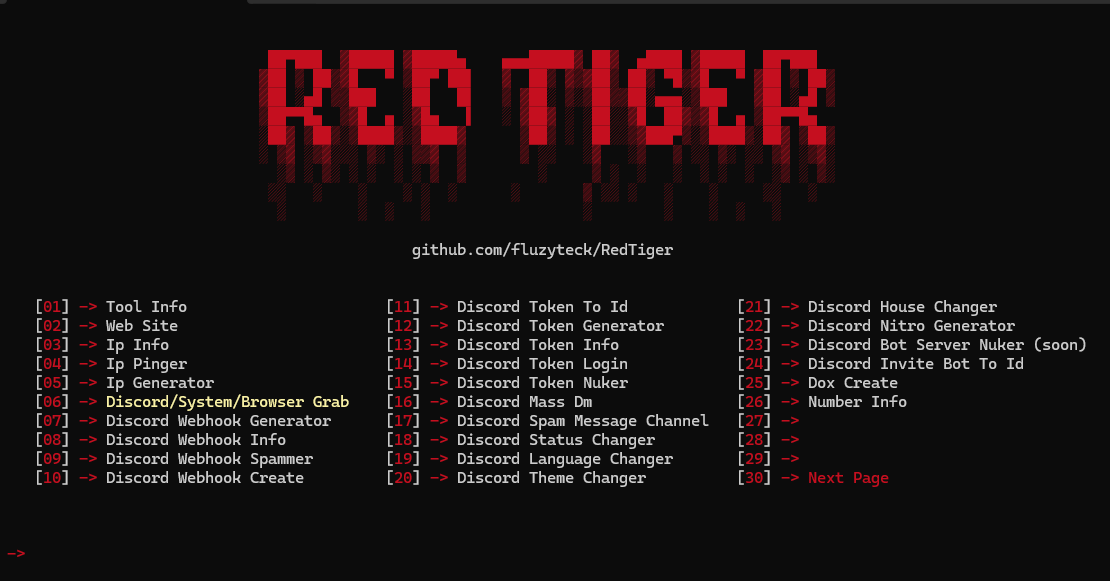 RED TIGER
github.com/fluzyteck/RedTiger
[01] -> Tool Info [11] -> Discord Token To Id [21] -> Discord House Changer
[02] -> Web Site [12] -> Discord Token Generator [22] -> Discord Nitro Generator
[03] -> Ip Info [13] -> Discord Token Info [23] -> Discord Bot Server Nuker (soon)
[04] -> Ip Pinger [14] -> Discord Token Login [24] -> Discord Invite Bot To Id
[05] -> Ip Generator [15] -> Discord Token Nuker [25] -> Dox Create
[06] -> Discord/System/Browser Grab [16] -> Discord Mass Dm [26] -> Number Info
[07] -> Discord Webhook Generator [17] -> Discord Spam Message Channel [27] ->
[08] -> Discord Webhook Info [18] -> Discord Status Changer [28] ->
[09] -> Discord Webhook Spammer [19] -> Discord Language Changer [29] ->
[10] -> Discord Webhook Create [20] -> Discord Theme Changer [30] -> Next Page
->